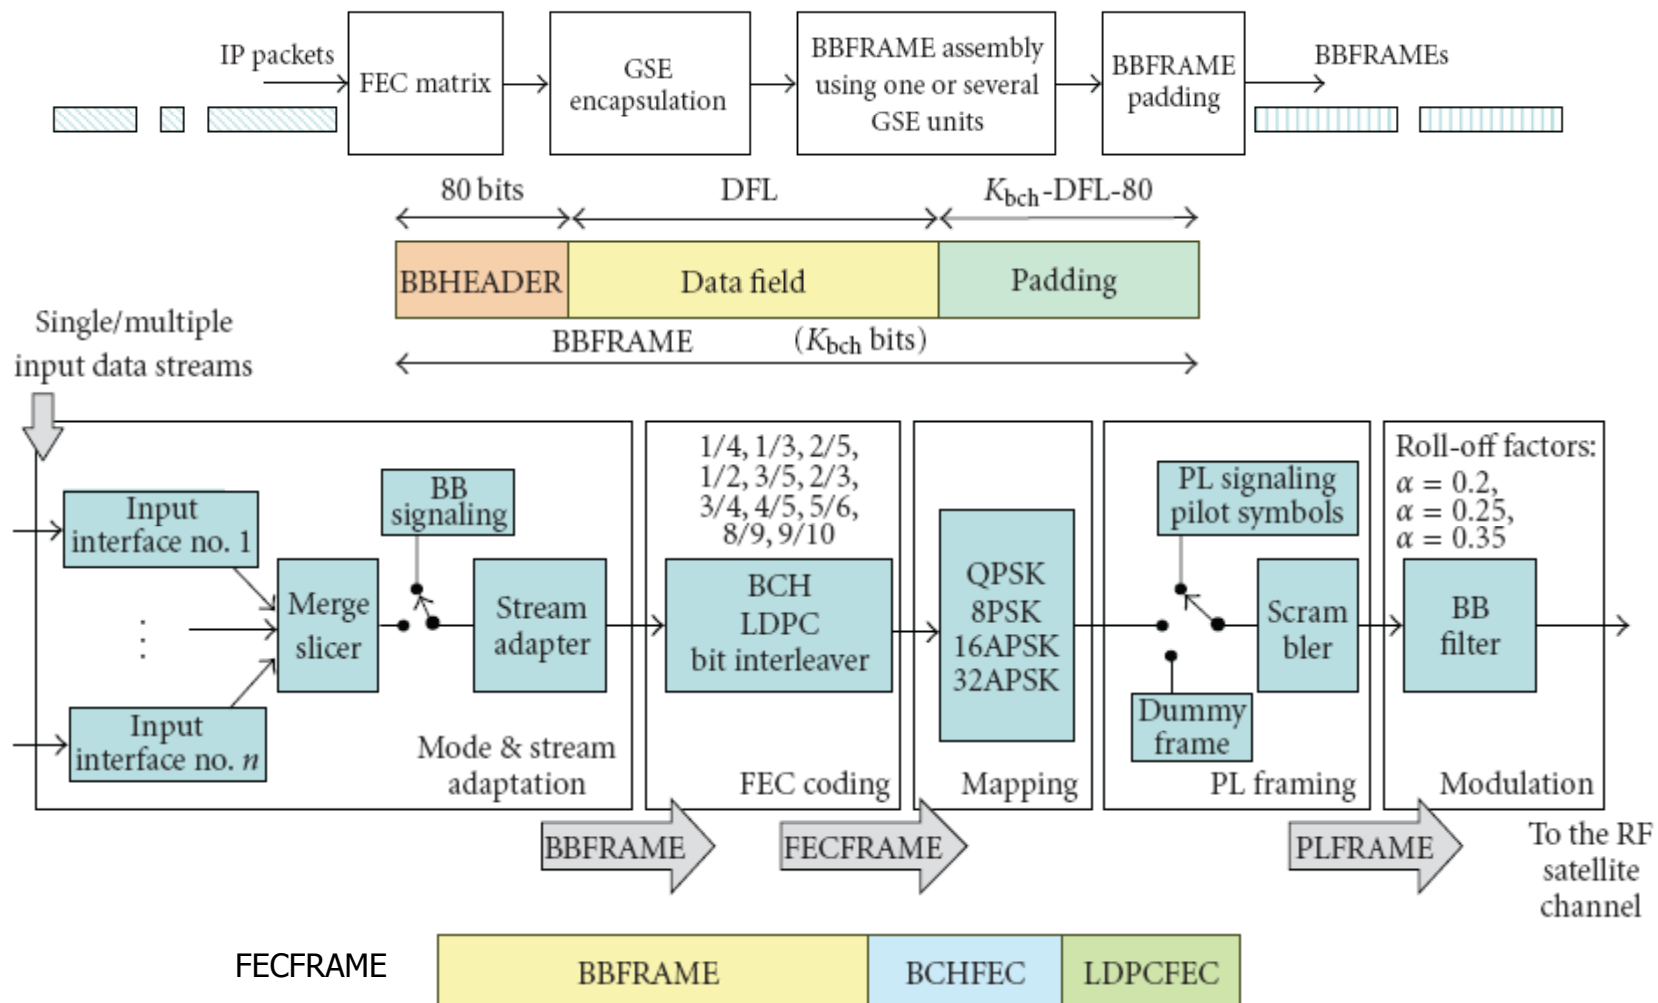 IP packets
FEC matrix
GSE
encapsulation
BBFRAME assembly
using one or several
GSE units
BBFRAME
padding
BBFRAMEs
80 bits
DFL
Kbch-DFL-80
BBHEADER
Data field
Padding
BBFRAME
(Kbch bits)
Single/multiple
input data streams
Input
interface no. 1
⋮
Input
interface no. n
Merge
slicer
BB
signaling
Stream
adapter
Mode & stream
adaptation
1/4, 1/3, 2/5,
1/2, 3/5, 2/3,
3/4, 4/5, 5/6,
8/9, 9/10
BCH
LDPC
bit interleaver
FEC coding
QPSK
8PSK
16APSK
32APSK
Mapping
PL signaling
pilot symbols
Dummy
frame
Scram
bler
PL framing
Roll-off factors:
α = 0.2,
α = 0.25,
α = 0.35
BB
filter
Modulation
BBFRAME
FECFRAME
PLFRAME
To the RF
satellite
channel
FECFRAME
BBFRAME
BCHFEC
LDPCFEC